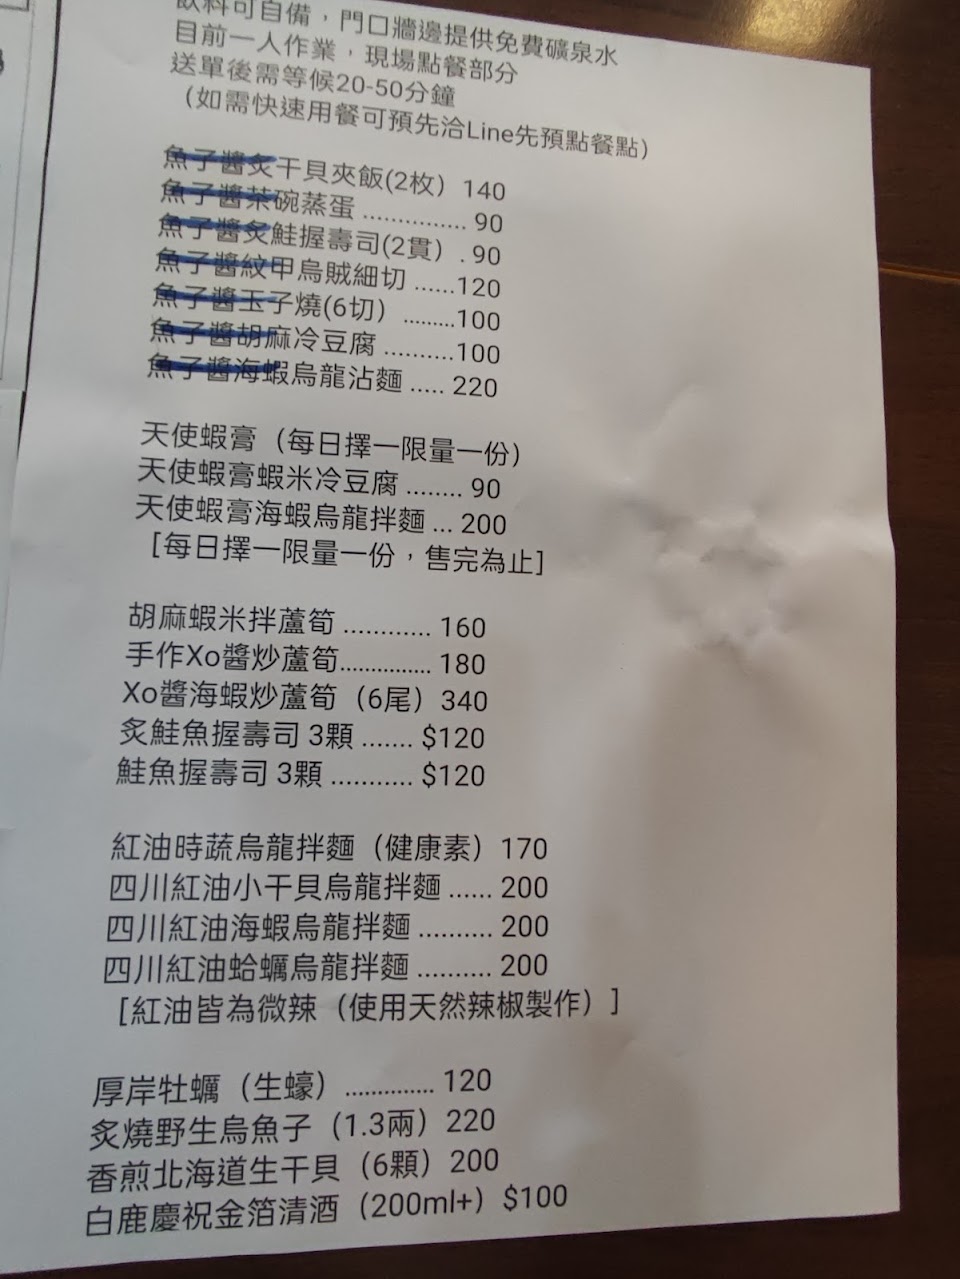 飲料可自備，門口牆邊提供免費礦泉水
目前一人作業，現場點餐部分
送單後需等候20-50分鐘
（如需快速用餐可預先洽Line先預點餐點）
魚子醬炙干貝夾飯(2枚）140
魚子醬茶碗蒸蛋 ............... 90
魚子醬炙鮭握壽司(2貫）. 90
魚子醬紋甲烏賊細切 ......120
魚子醬玉子燒(6切） .........100
魚子醬胡麻冷豆腐 ..........100
魚子醬海蝦烏龍沾麵 ..... 220
天使蝦膏（每日擇一限量一份）
天使蝦膏蝦米冷豆腐 ........ 90
天使蝦膏海蝦烏龍拌麵 ... 200
［每日擇一限量一份，售完為止］
胡麻蝦米拌蘆筍 ............ 160
手作Xo醬炒蘆筍............... 180
Xo醬海蝦炒蘆筍（6尾）340
炙鮭魚握壽司 3顆 ....... $120
鮭魚握壽司 3顆 ........... $120
紅油時蔬烏龍拌麵（健康素）170
四川紅油小干貝烏龍拌麵 ...... 200
四川紅油海蝦烏龍拌麵 .......... 200
四川紅油蛤蠣烏龍拌麵 .......... 200
［紅油皆為微辣（使用天然辣椒製作）］
厚岸牡蠣（生蠔）............... 120
炙燒野生烏魚子（1.3兩）220
香煎北海道生干貝（6顆）200
白鹿慶祝金箔清酒（200ml+）$100